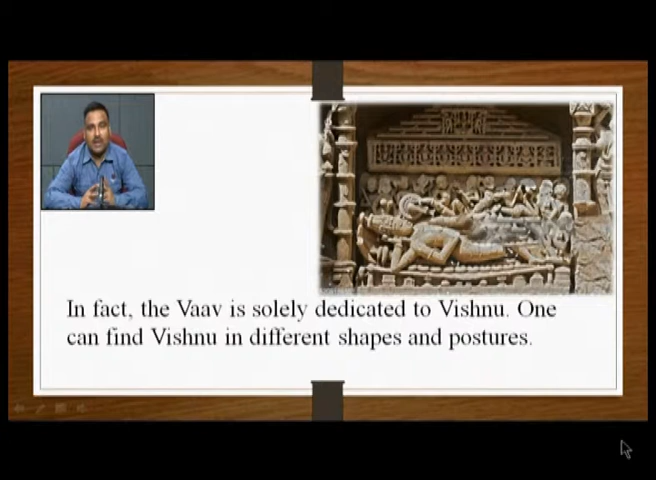 In fact, the Vaav is solely dedicated to Vishnu. One
can find Vishnu in different shapes and postures.